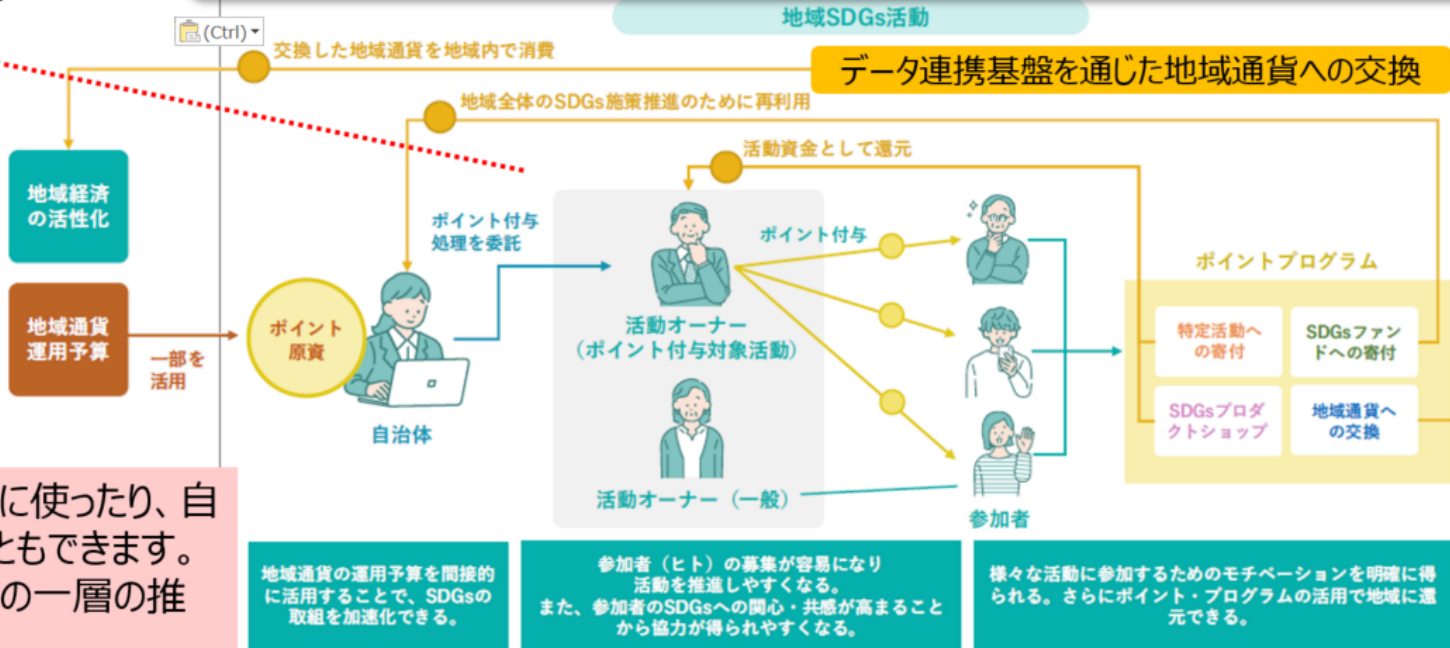 地域SDGs活動
(Ctrl)
交換した地域通貨を地域内で消費
データ連携基盤を通じた地域通貨への交換
地域全体のSDGs施策推進のために再利用
活動資金として還元
地域経済
の活性化
ポイント付与
処理を委託
ポイント付与
ポイントプログラム
地域通貨
運用予算
一部を
活用
ポイント
原資
自治体
活動オーナー
(ポイント付与対象活動)
活動オーナー（一般）
参加者
特定活動へ
の寄付
SDGsファン
ドへの寄付
SDGsプロダ
クトショップ
地域通貨へ
の交換
に使ったり、自
ともできます。
の一層の推
地域通貨の運用予算を間接的
に活用することで、SDGsの
取組を加速化できる。
参加者（ヒト）の募集が容易になり
活動を推進しやすくなる。
また、参加者のSDGsへの関心・共感が高まること
から協力が得られやすくなる。
様々な活動に参加するためのモチベーションを明確に得
られる。さらにポイント・プログラムの活用で地域に還
元できる。